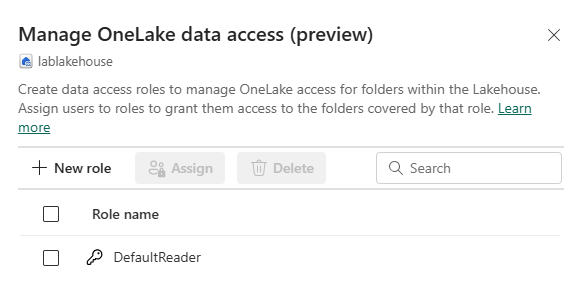 Manage OneLake data access (preview)
lablakehouse
Create data access roles to manage OneLake access for folders within the Lakehouse.
Assign users to roles to grant them access to the folders covered by that role. Learn
more
New role Assign Delete Search
Role name
DefaultReader